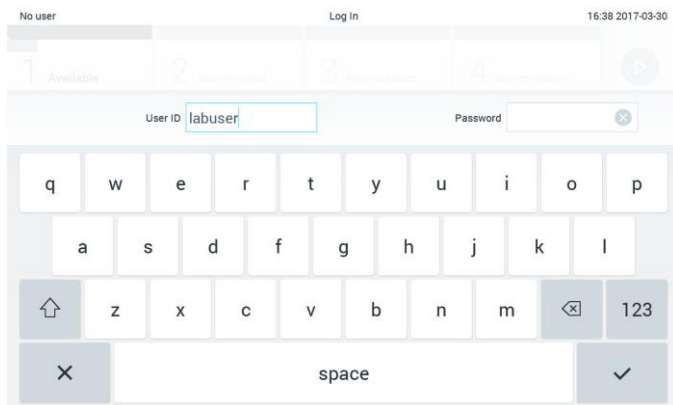 No user Log In 16:38 2017-03-30
1 Available 2 3 4
User ID labuser Password
q w e r t y u i o p
a s d f g h j k l
z x c v b n m 123
space